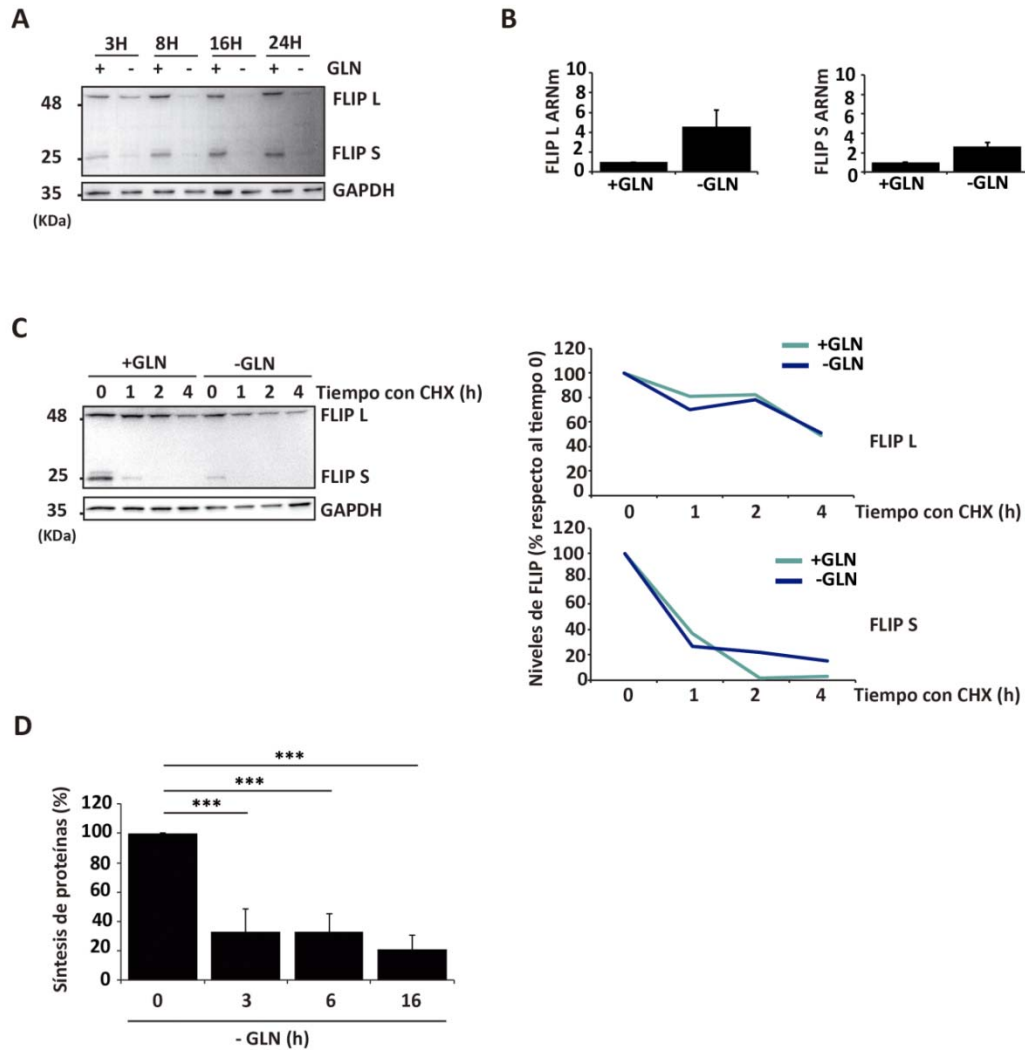 A
3H 8H 16H 24H
+ - + - + - + - GLN
48 FLIP L
25 FLIP S
35 GAPDH
(KDa)
B
FLIP L ARNm
10
8
6
4
2
0
+GLN -GLN
FLIP S ARNm
10
8
6
4
2
0
+GLN -GLN
C
+GLN -GLN
0 1 2 4 0 1 2 4 Tiempo con CHX (h)
48 FLIP L
25 FLIP S
35 GAPDH
(KDa)
Niveles de FLIP (% respecto al tiempo 0)
+GLN
-GLN
120
100
80
60
40
20
0
FLIP L
0 1 2 4 Tiempo con CHX (h)
+GLN
-GLN
120
100
80
60
40
20
0
FLIP S
0 1 2 4 Tiempo con CHX (h)
D
***
***
***
Síntesis de proteínas (%)
120
100
80
60
40
20
0
0 3 6 16
- GLN (h)